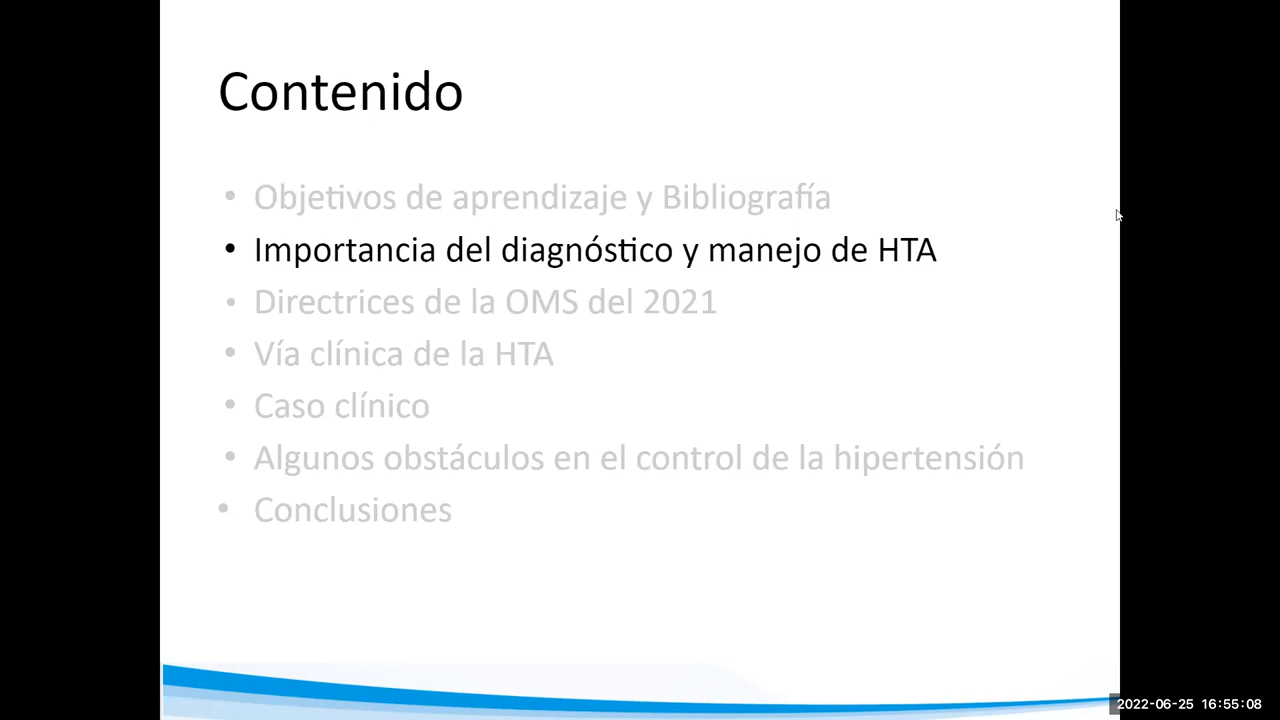 Contenido
• Objetivos de aprendizaje y Bibliografía
• Importancia del diagnóstico y manejo de HTA
• Directrices de la OMS del 2021
• Vía clínica de la HTA
• Caso clínico
• Algunos obstáculos en el control de la hipertensión
• Conclusiones
2022-06-25 16:55:08